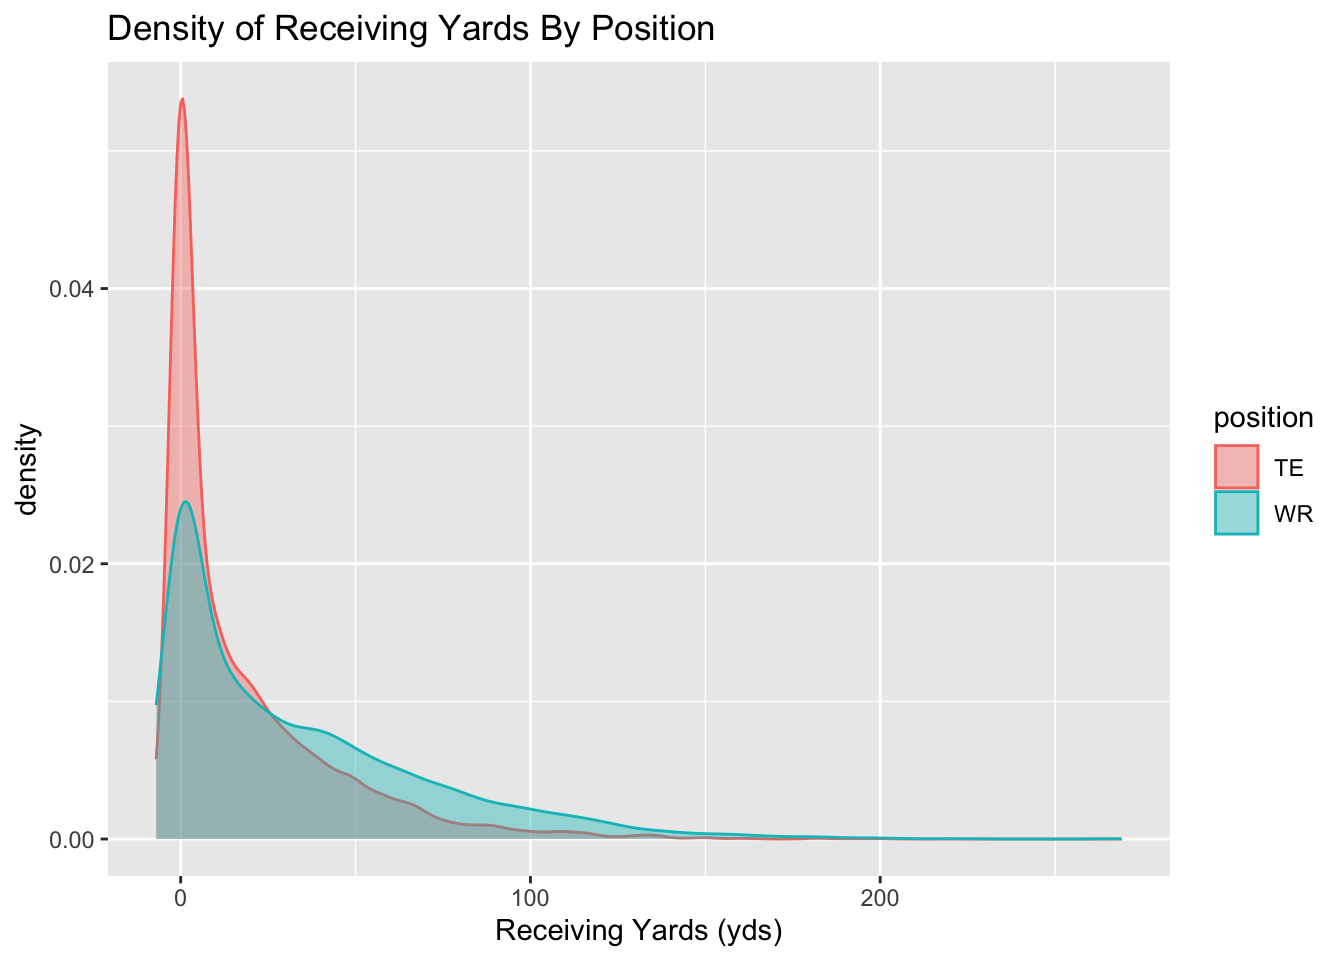 Density of Receiving Yards By Position
density
0.04
0.02
0.00
0
100
200
Receiving Yards (yds)
position
TE
WR